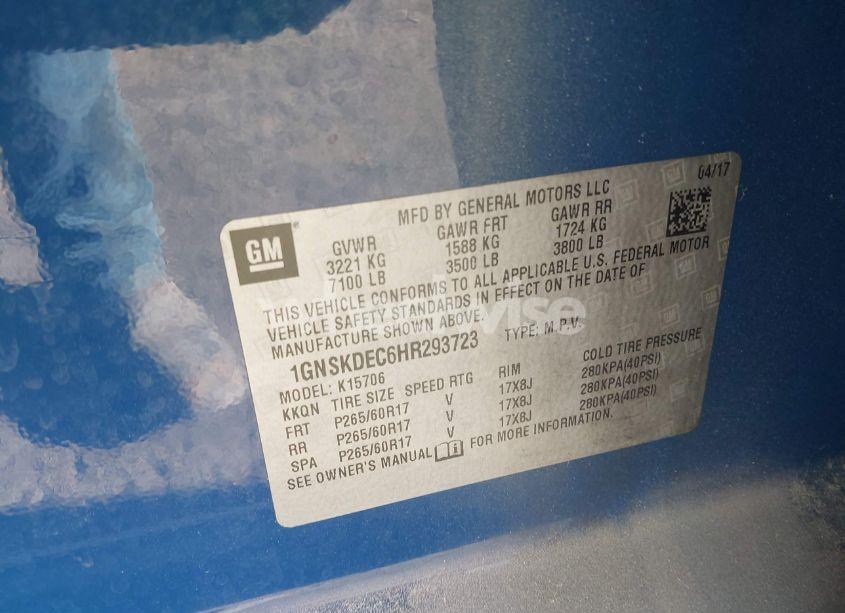 04/17
MFD BY GENERAL MOTORS LLC
GM
GVWR GAWR FRT GAWR RR
3221 KG 1588 KG 1724 KG
7100 LB 3500 LB 3800 LB
THIS VEHICLE CONFORMS TO ALL APPLICABLE U.S. FEDERAL MOTOR
VEHICLE SAFETY STANDARDS IN EFFECT ON THE DATE OF
MANUFACTURE SHOWN ABOVE.
1GNSKDEC6HR293723 TYPE: M.P.V.
MODEL: K15706
KKQN TIRE SIZE SPEED RTG RIM COLD TIRE PRESSURE
FRT P265/60R17 V 17X8J 280KPA(40PSI)
RR P265/60R17 V 17X8J 280KPA(40PSI)
SPA P265/60R17 V 17X8J 280KPA(40PSI)
SEE OWNER'S MANUAL FOR MORE INFORMATION.